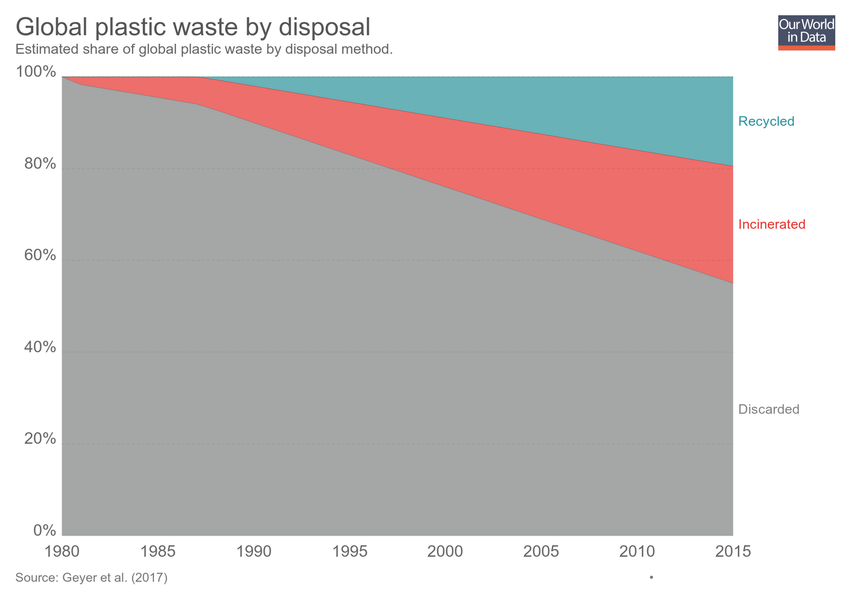 Global plastic waste by disposal
Estimated share of global plastic waste by disposal method.
Our World
in Data
100%
80%
60%
40%
20%
0%
Recycled
Incinerated
Discarded
1980 1985 1990 1995 2000 2005 2010 2015
Source: Geyer et al. (2017)